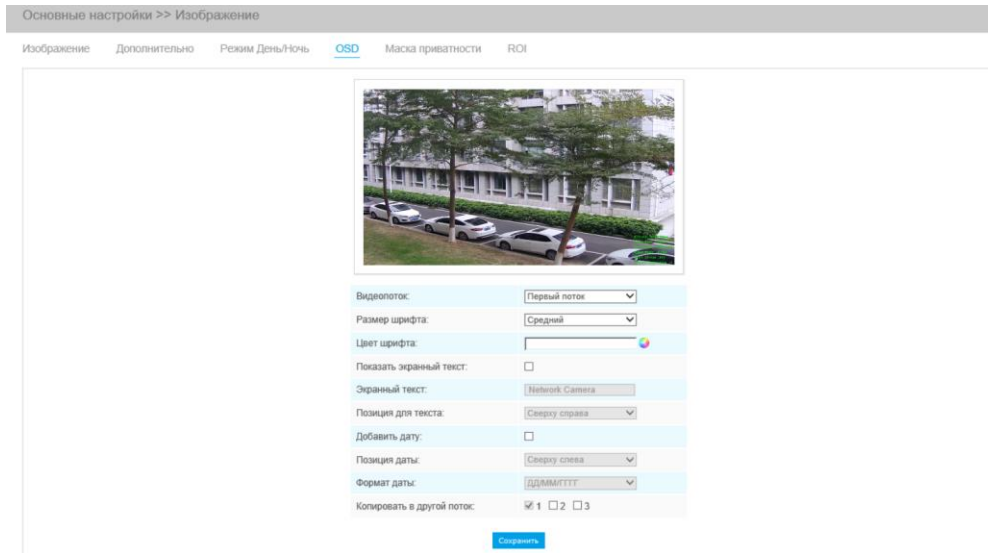 Основные настройки >> Изображение
Изображение Дополнительно Режим День/Ночь OSD Маска приватности ROI
Видеопоток: Первый поток
Размер шрифта: Средний
Цвет шрифта:
Показать экранный текст:
Экранный текст: Network Camera
Позиция для текста: Сверху справа
Добавить дату:
Позиция даты: Сверху слева
Формат даты: ДД/ММ/ГГГГ
Копировать в другой поток: 1 2 3
Сохранить